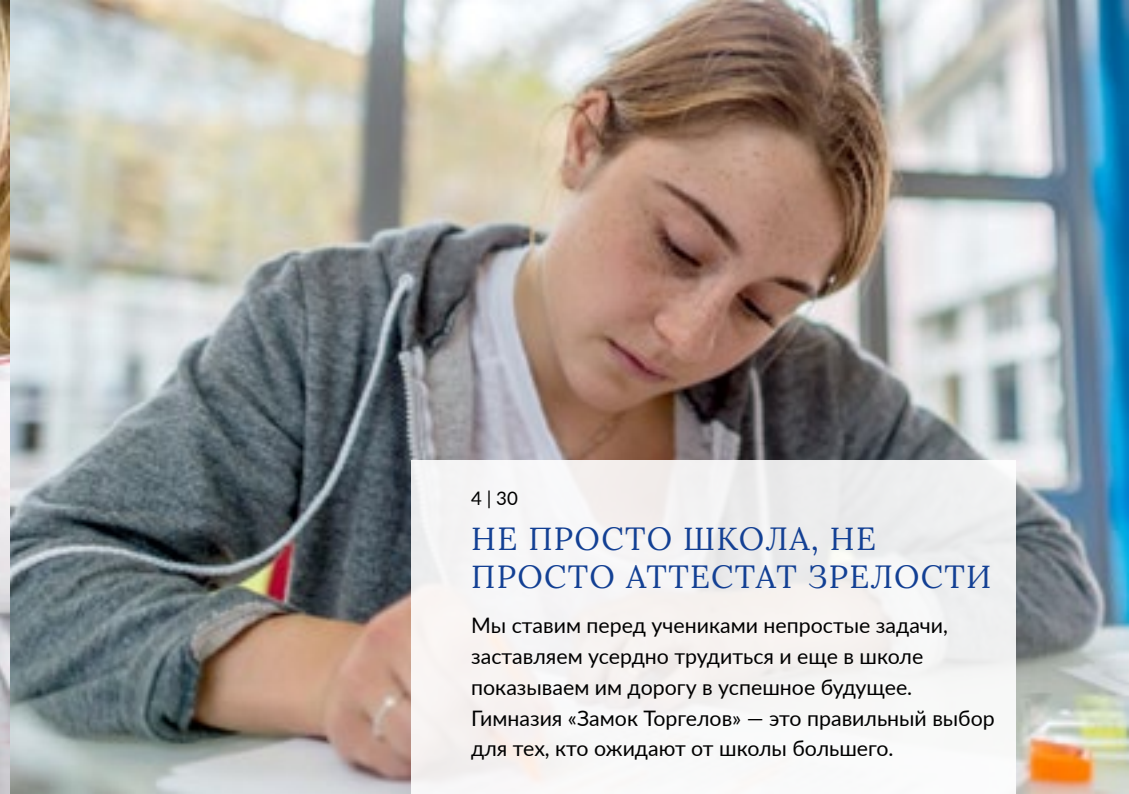 4 | 30
НЕ ПРОСТО ШКОЛА, НЕ
ПРОСТО АТТЕСТАТ ЗРЕЛОСТИ
Мы ставим перед учениками непростые задачи,
заставляем усердно трудиться и еще в школе
показываем им дорогу в успешное будущее.
Гимназия «Замок Торгелов» — это правильный выбор
для тех, кто ожидают от школы большего.